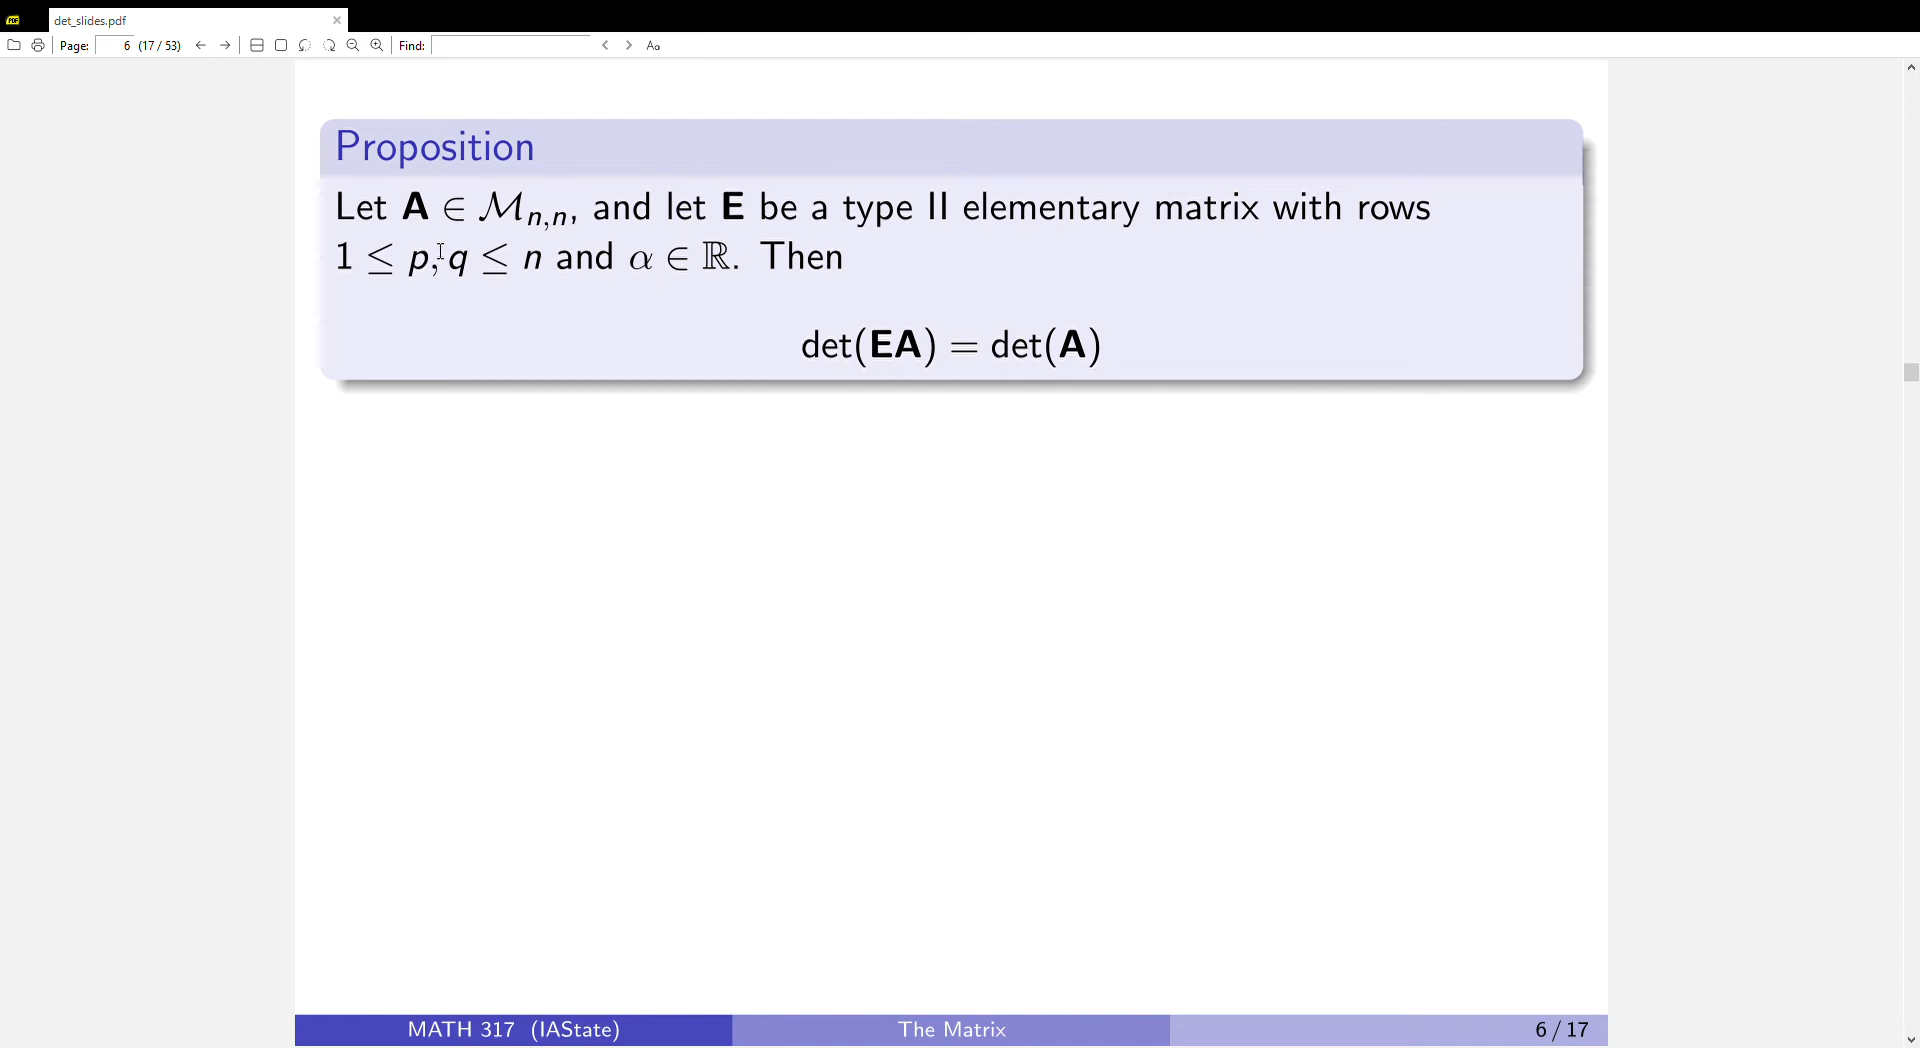 PDF det_slides.pdf ×
Page: 6 (17 / 53) Find: Aa
Proposition
Let A ∈ ℳn,n, and let E be a type II elementary matrix with rows
1 ≤ p, q ≤ n and α ∈ ℝ. Then
det(EA) = det(A)
MATH 317 (IAState) The Matrix 6 / 17